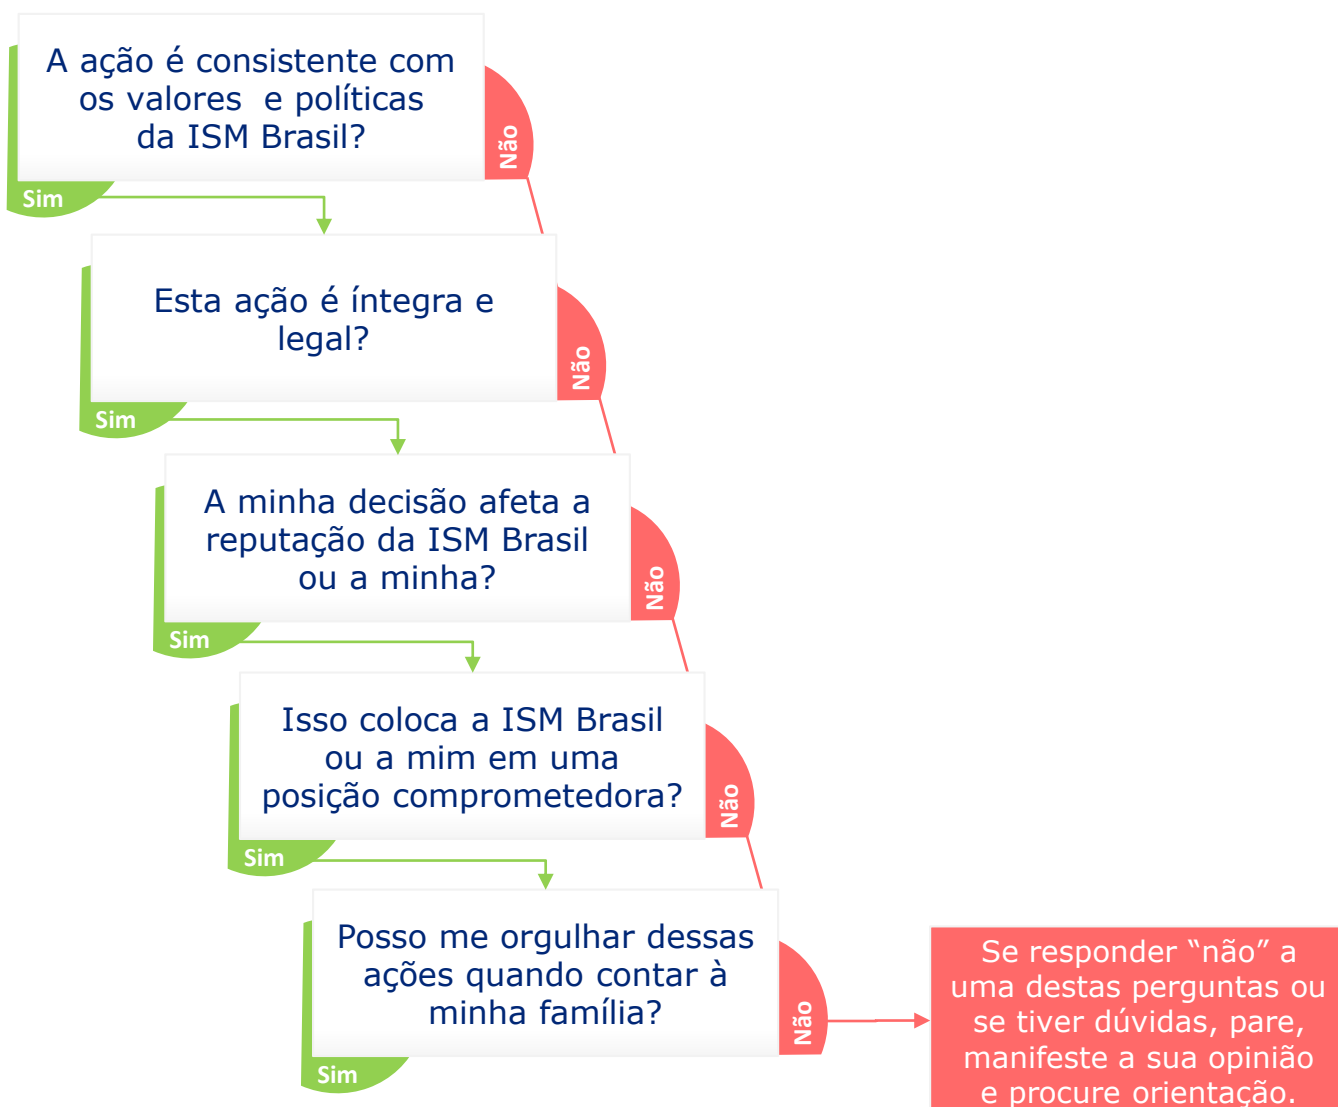 A ação é consistente com
os valores e políticas
da ISM Brasil?
Não
Sim
Esta ação é íntegra e
legal?
Não
Sim
A minha decisão afeta a
reputação da ISM Brasil
ou a minha?
Não
Sim
Isso coloca a ISM Brasil
ou a mim em uma
posição comprometedora?
Não
Sim
Posso me orgulhar dessas
ações quando contar à
minha família?
Não
Sim
Se responder “não” a
uma destas perguntas ou
se tiver dúvidas, pare,
manifeste a sua opinião
e procure orientação.